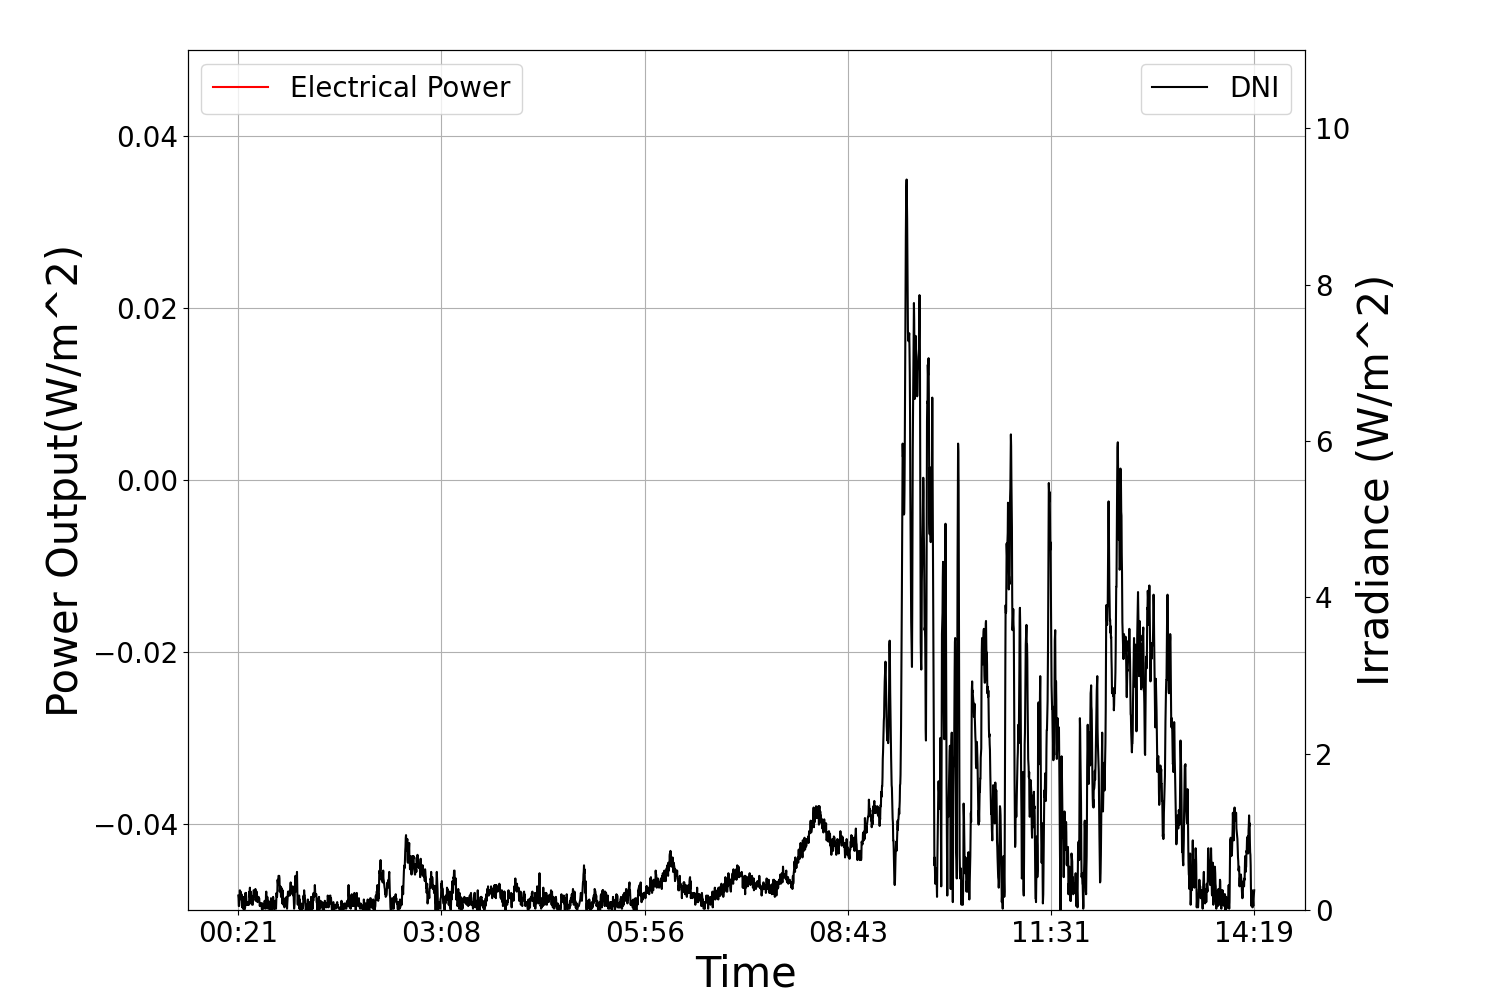 Electrical Power
DNI
0.04
0.02
0.00
−0.02
−0.04
Power Output(W/m^2)
10
8
6
4
2
0
Irradiance (W/m^2)
00:21 03:08 05:56 08:43 11:31 14:19
Time